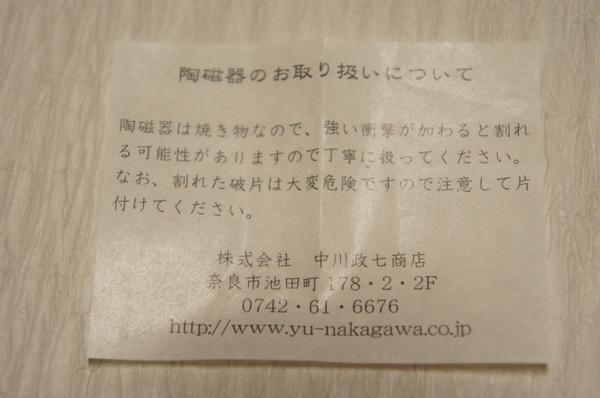 陶磁器のお取り扱いについて
陶磁器は焼き物なので、強い衝撃が加わると割れ
る可能性がありますので丁寧に扱ってください。
なお、割れた破片は大変危険ですので注意して片
付けてください。
株式会社　中川政七商店
奈良市池田町 178・2・2F
0742・61・6676
http://www.yu-nakagawa.co.jp